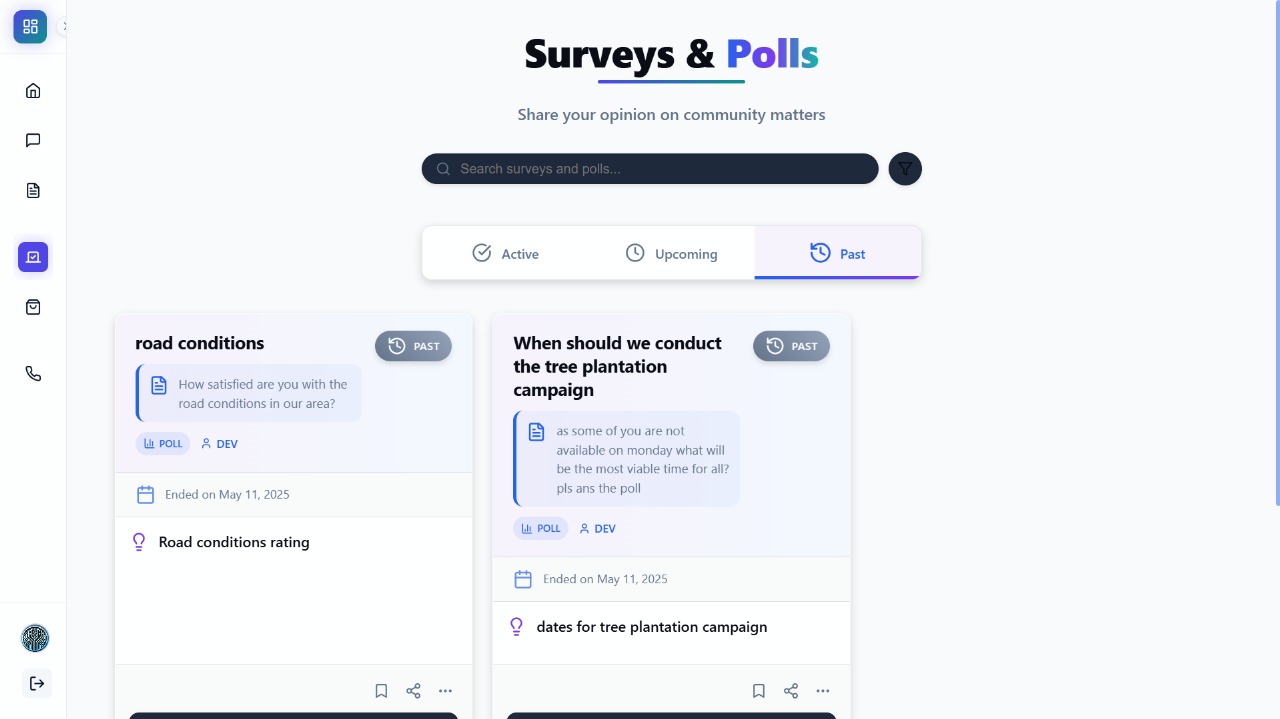 Surveys & Polls
Share your opinion on community matters
Search surveys and polls...
Active
Upcoming
Past
road conditions
PAST
How satisfied are you with the
road conditions in our area?
POLL
DEV
Ended on May 11, 2025
Road conditions rating
When should we conduct
the tree plantation
campaign
PAST
as some of you are not
available on monday what will
be the most viable time for all?
pls ans the poll
POLL
DEV
Ended on May 11, 2025
dates for tree plantation campaign